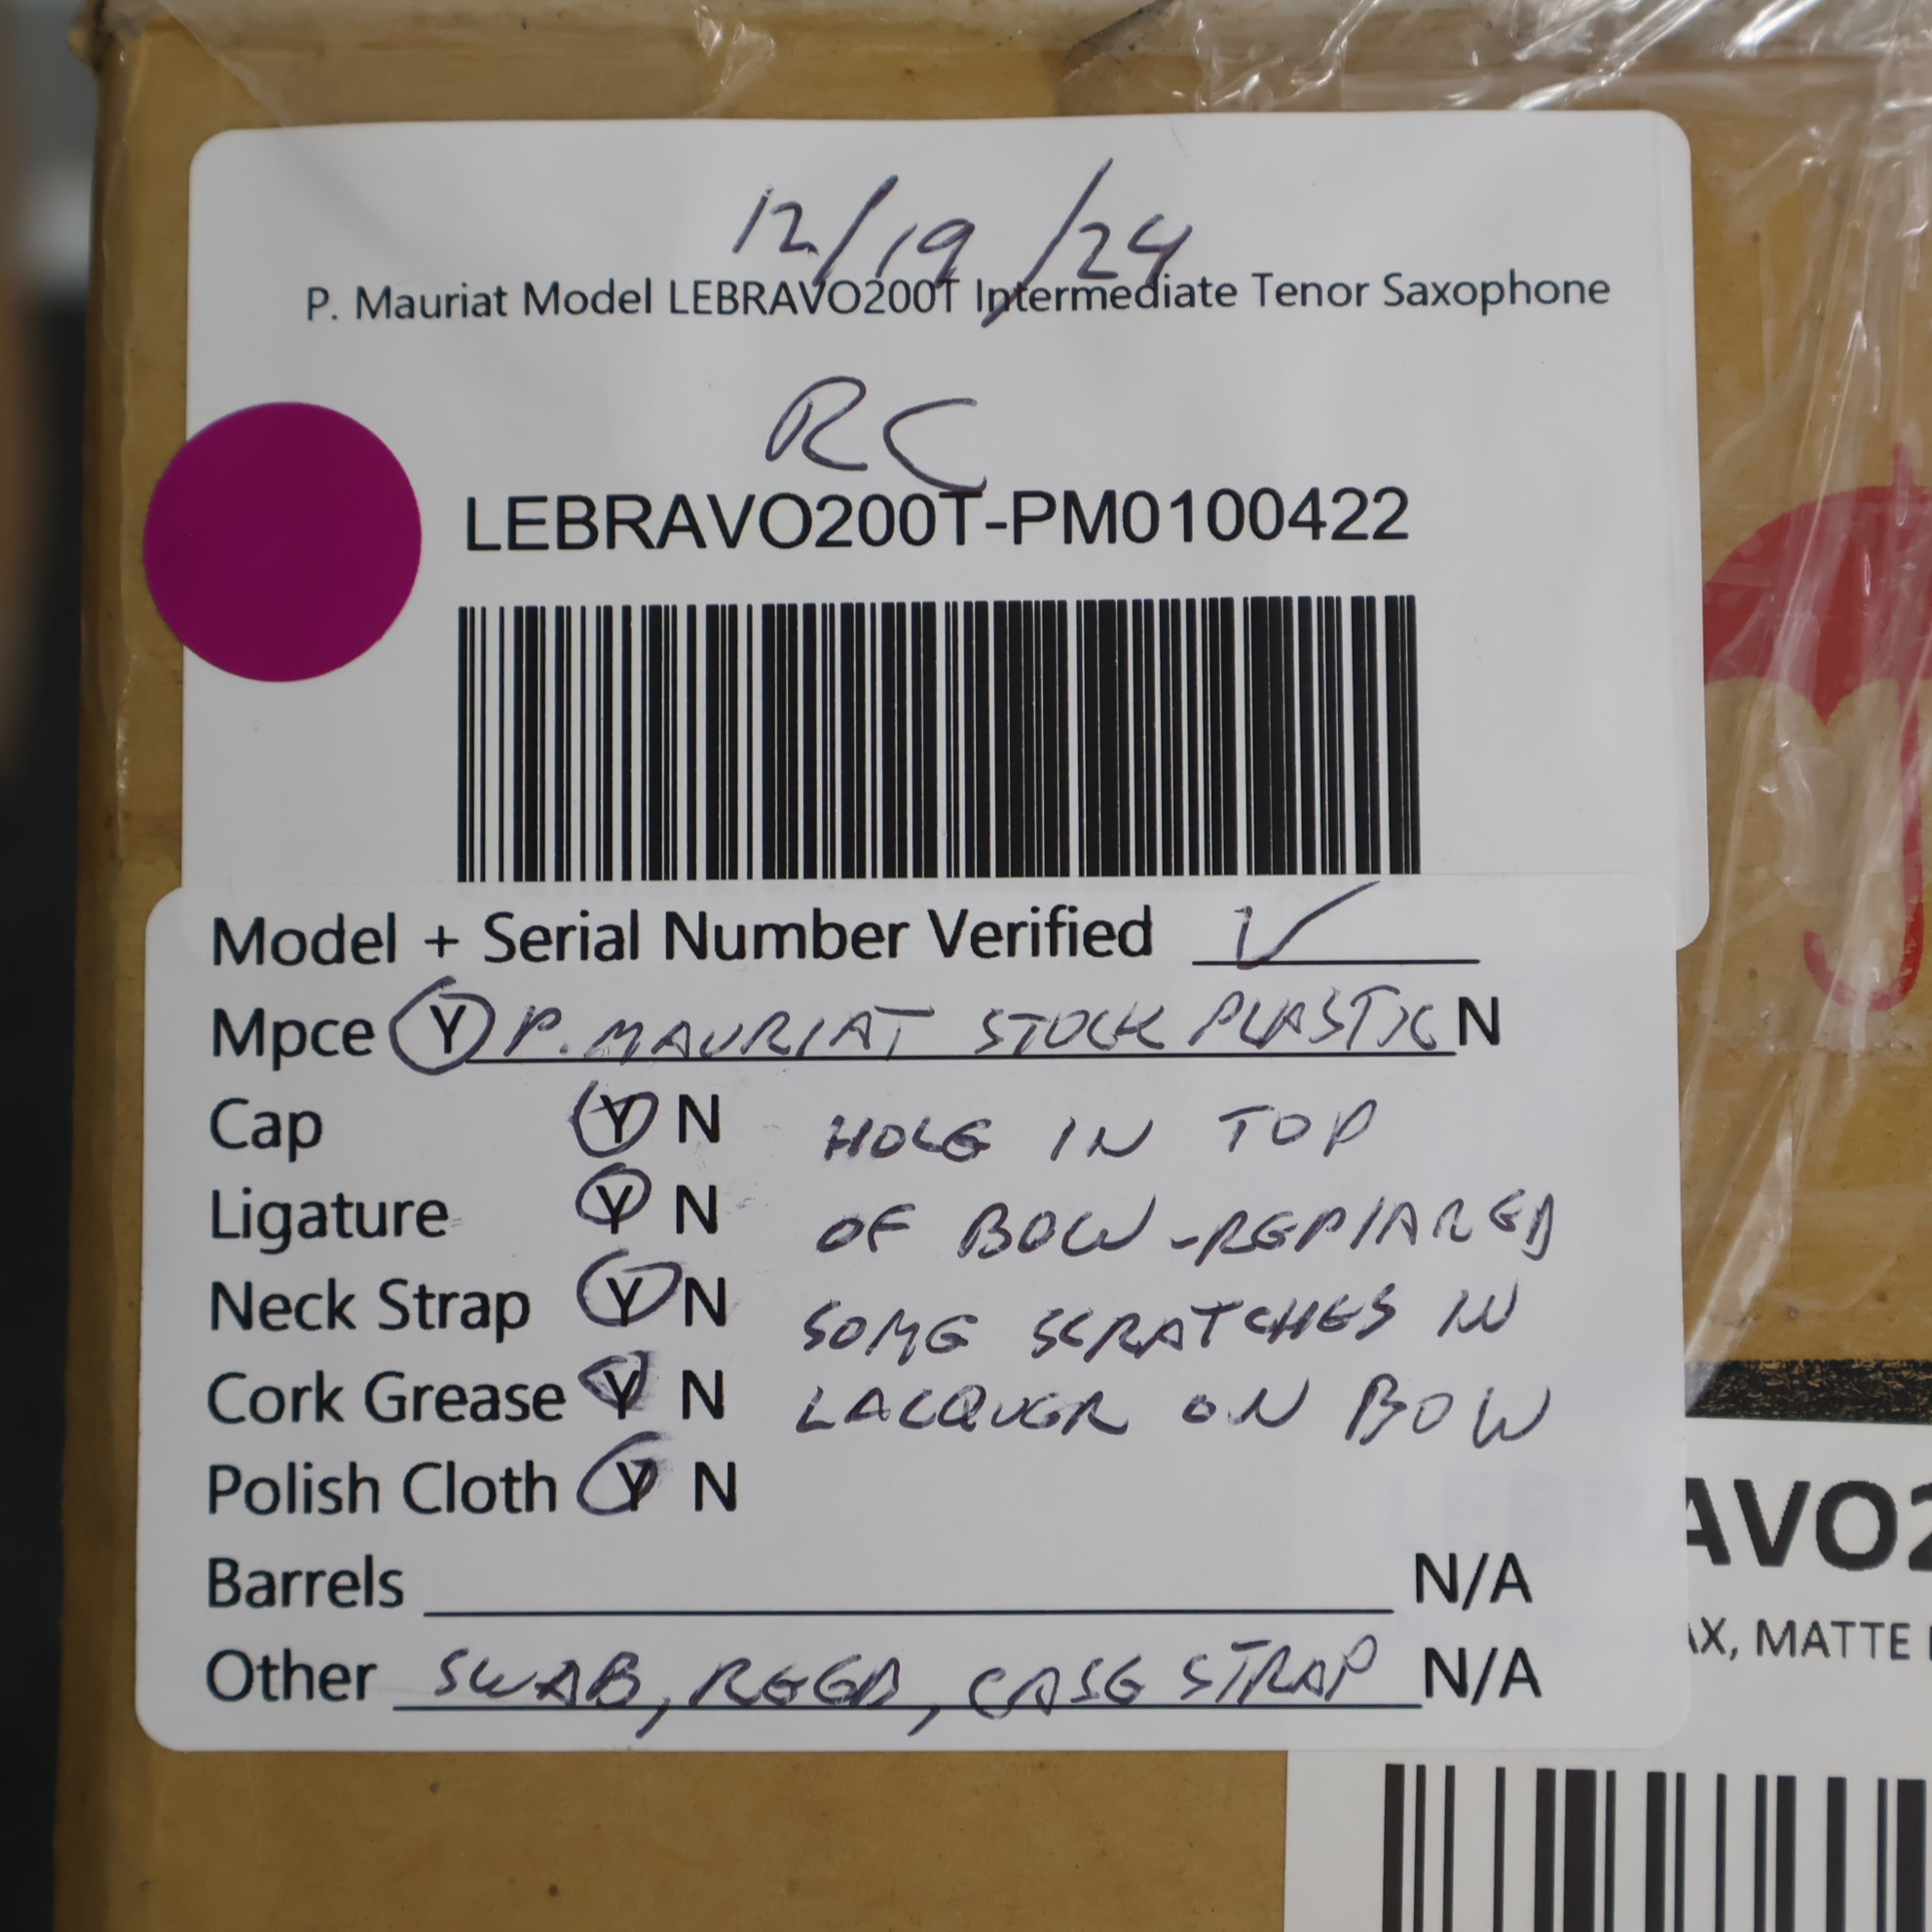 12/19/24
P. Mauriat Model LEBRAVO200T Intermediate Tenor Saxophone
RC
LEBRAVO200T-PM0100422
Model + Serial Number Verified ✓
Mpce Y P. MAURIAT STOCK PLASTIC N
Cap Y N HOLE IN TOP
Ligature Y N OF BOW - REPIARED
Neck Strap Y N SOME SCRATCHES IN
Cork Grease Y N LACQUER ON BOW
Polish Cloth Y N
Barrels N/A
Other SWAB, REED, CASE STRAP N/A
AVO2
AX, MATTE